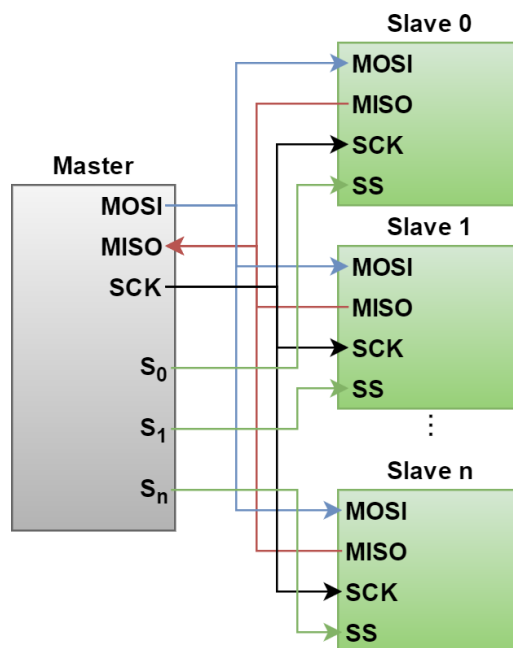 Slave 0
MOSI
MISO
SCK
SS
Master
MOSI
MISO
SCK
S0
S1
Sn
Slave 1
MOSI
MISO
SCK
SS
⋮
Slave n
MOSI
MISO
SCK
SS